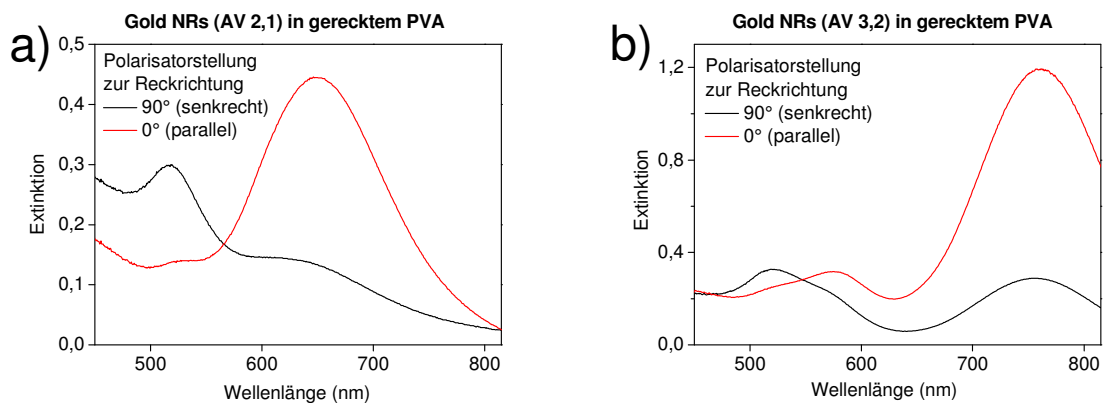 a)
Gold NRs (AV 2,1) in gerecktem PVA
Polarisatorstellung
zur Reckrichtung
90° (senkrecht)
0° (parallel)
Extinktion
0,5
0,4
0,3
0,2
0,1
0,0
500 600 700 800
Wellenlänge (nm)
b)
Gold NRs (AV 3,2) in gerecktem PVA
Polarisatorstellung
zur Reckrichtung
90° (senkrecht)
0° (parallel)
Extinktion
1,2
0,8
0,4
0,0
500 600 700 800
Wellenlänge (nm)